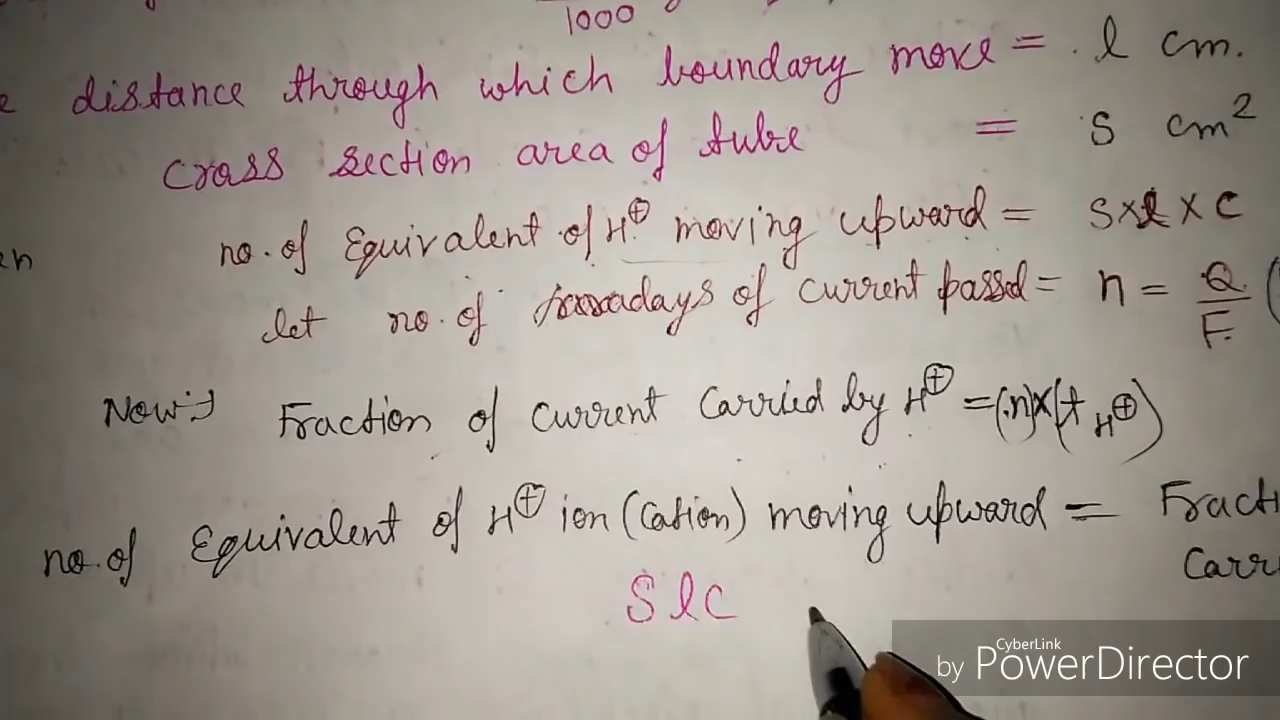 1000
distance through which boundary move = l cm.
Cross section area of tube = S cm²
no. of Equivalent of H⊕ moving upward = S×l×C
let no. of faradays of current passed = n = Q/F (
Now⇒ Fraction of current carried by H⊕ = (n)×(t H⊕)
no. of Equivalent of H⊕ ion (Cation) moving upward = Fracti
Carr
S l C
CyberLink
by PowerDirector